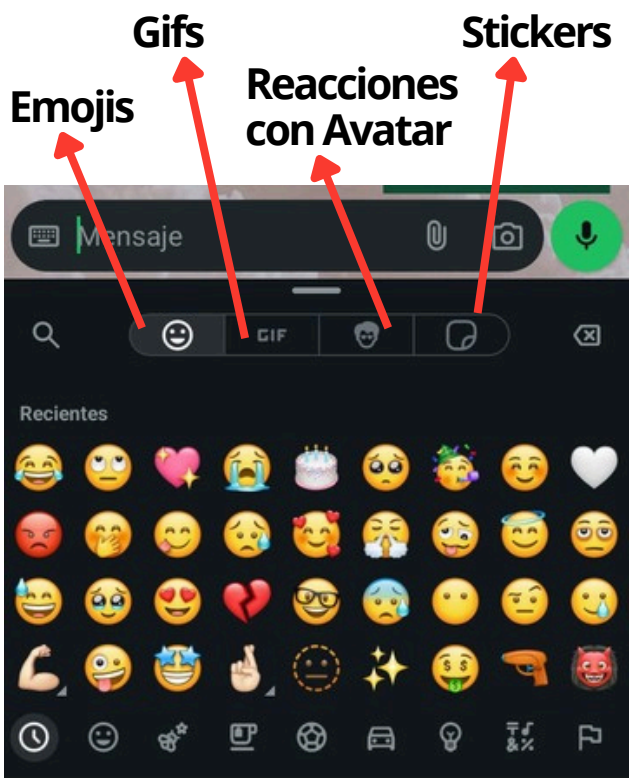 Gifs
Stickers
Emojis
Reacciones
con Avatar
Mensaje
GIF
Recientes